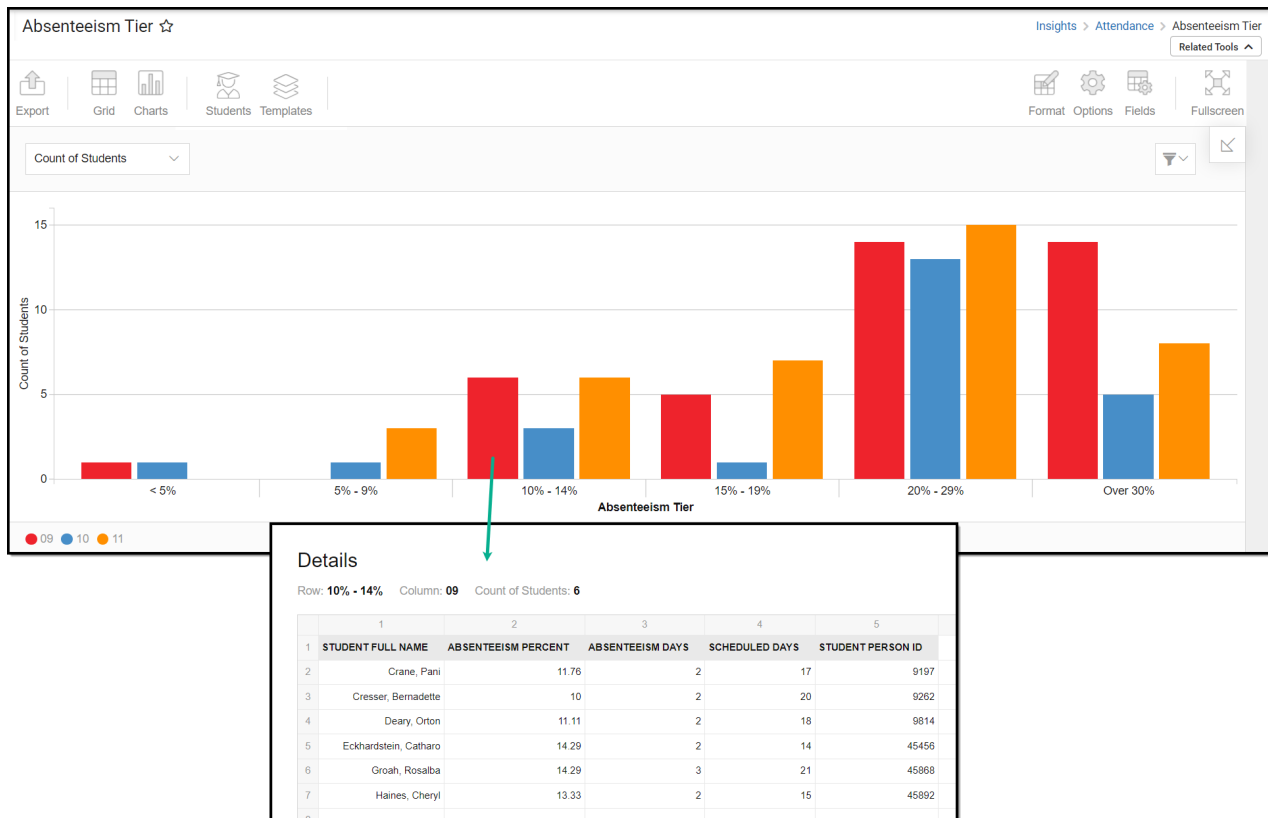 Absenteeism Tier
Insights > Attendance > Absenteeism Tier
Related Tools
Export Grid Charts Students Templates Format Options Fields Fullscreen
Count of Students
Count of Students
15
10
5
0
< 5% 5% - 9% 10% - 14% 15% - 19% 20% - 29% Over 30%
Absenteeism Tier
09 10 11
Details
Row: 10% - 14% Column: 09 Count of Students: 6
1 2 3 4 5
1 STUDENT FULL NAME ABSENTEEISM PERCENT ABSENTEEISM DAYS SCHEDULED DAYS STUDENT PERSON ID
2 Crane, Pani 11.76 2 17 9197
3 Cresser, Bernadette 10 2 20 9262
4 Deary, Orton 11.11 2 18 9814
5 Eckhardstein, Catharo 14.29 2 14 45456
6 Groah, Rosalba 14.29 3 21 45868
7 Haines, Cheryl 13.33 2 15 45892